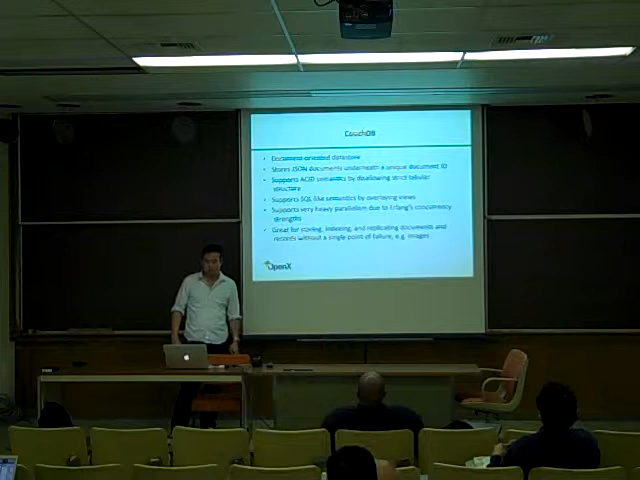 CouchDB
• Document-oriented datastore
• Stores JSON documents underneath a unique document ID
• Supports ACID semantics by disallowing strict tabular
structure
• Supports SQL like semantics by overlaying views
• Supports very heavy parallelism due to Erlang's concurrency
strengths
• Great for storing, indexing, and replicating documents and
records without a single point of failure, e.g. images
OpenX